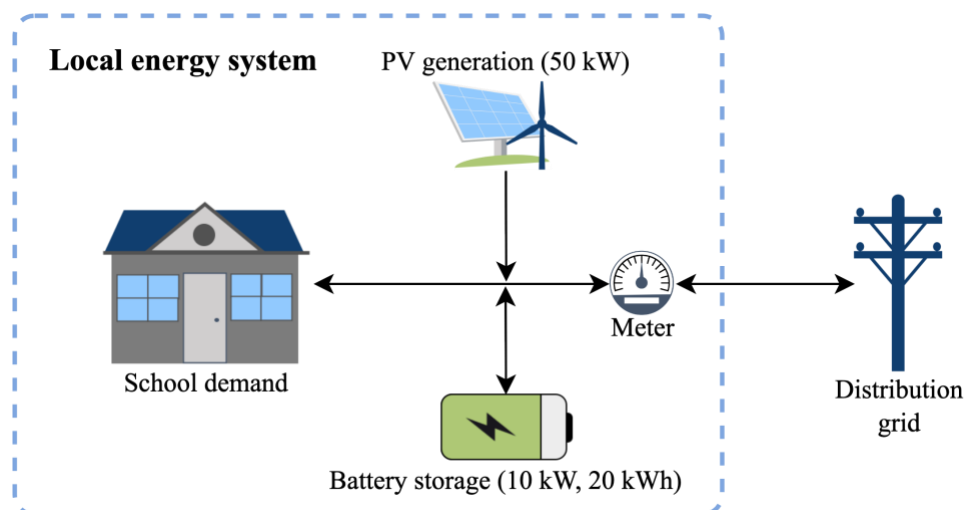 Local energy system
PV generation (50 kW)
School demand
Meter
Distribution
grid
Battery storage (10 kW, 20 kWh)